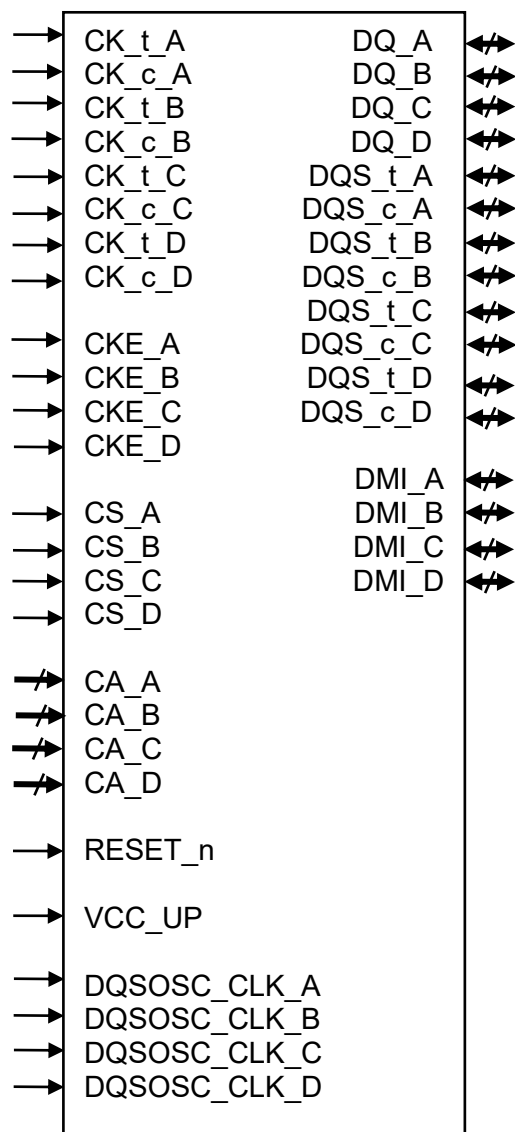 CK_t_A DQ_A
CK_c_A DQ_B
CK_t_B DQ_C
CK_c_B DQ_D
CK_t_C DQS_t_A
CK_c_C DQS_c_A
CK_t_D DQS_t_B
CK_c_D DQS_c_B
DQS_t_C
CKE_A DQS_c_C
CKE_B DQS_t_D
CKE_C DQS_c_D
CKE_D
DMI_A
CS_A DMI_B
CS_B DMI_C
CS_C DMI_D
CS_D
CA_A
CA_B
CA_C
CA_D
RESET_n
VCC_UP
DQSOSC_CLK_A
DQSOSC_CLK_B
DQSOSC_CLK_C
DQSOSC_CLK_D